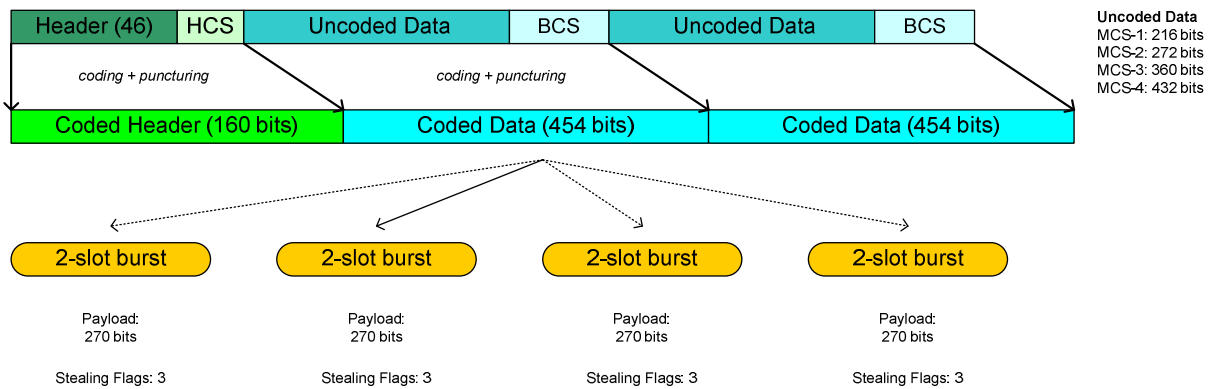 Header (46) HCS Uncoded Data BCS Uncoded Data BCS
Uncoded Data
MCS-1: 216 bits
MCS-2: 272 bits
MCS-3: 360 bits
MCS-4: 432 bits
coding + puncturing coding + puncturing
Coded Header (160 bits) Coded Data (454 bits) Coded Data (454 bits)
2-slot burst 2-slot burst 2-slot burst 2-slot burst
Payload: Payload: Payload: Payload:
270 bits 270 bits 270 bits 270 bits
Stealing Flags: 3 Stealing Flags: 3 Stealing Flags: 3 Stealing Flags: 3